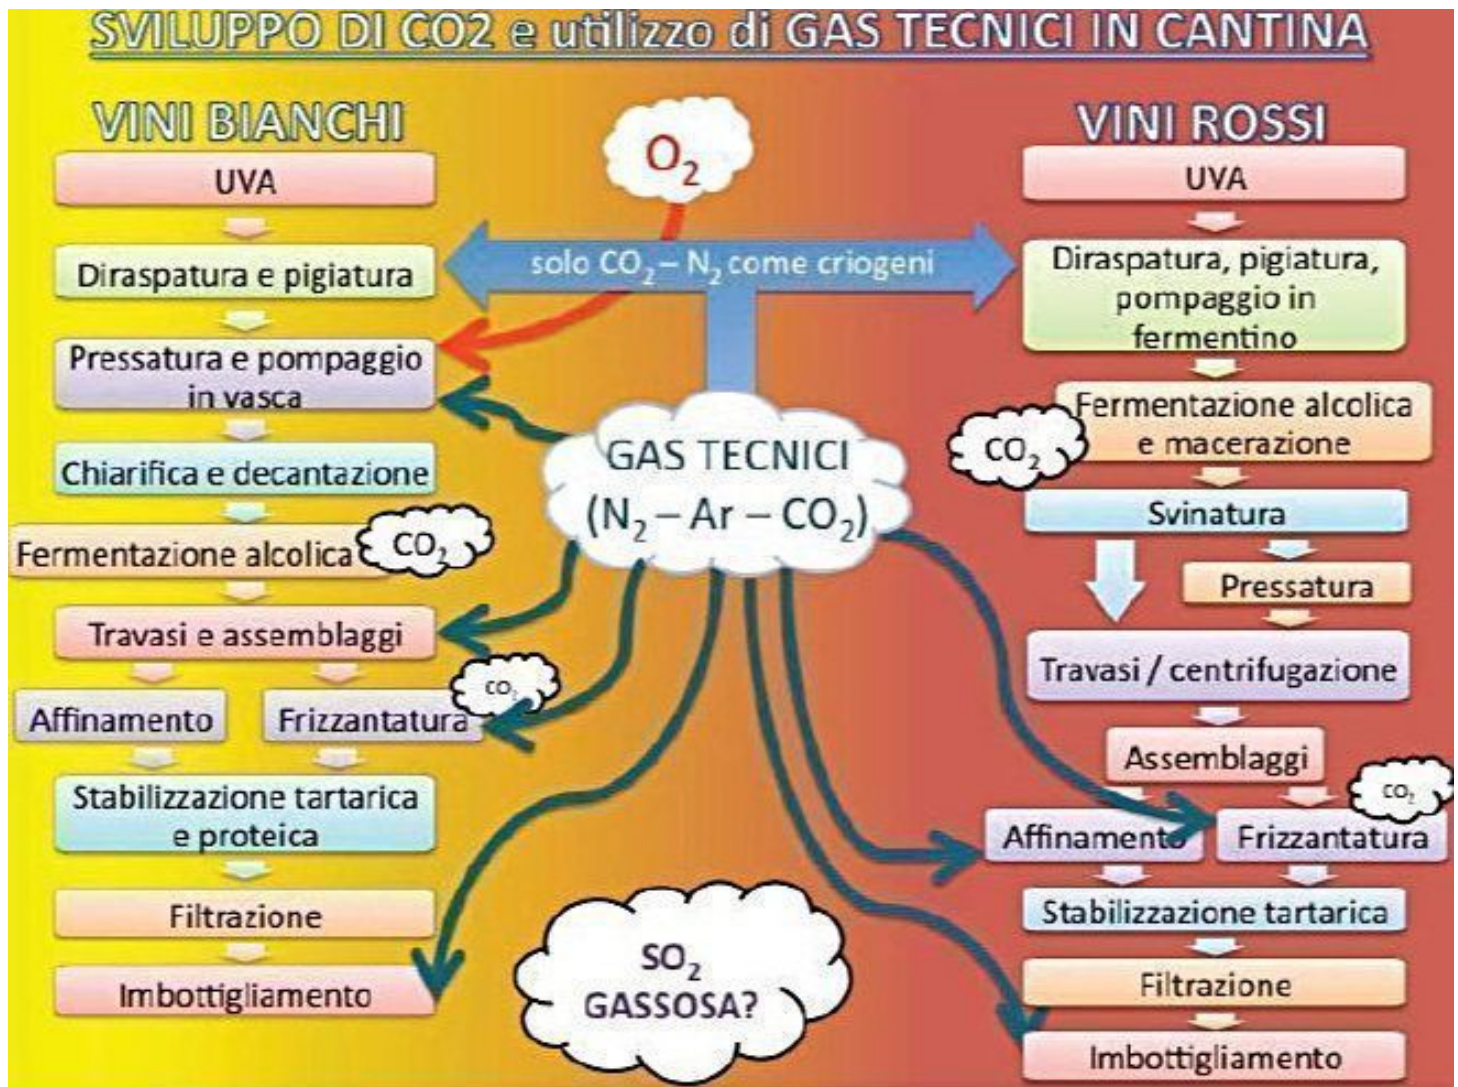 SVILUPPO DI CO2 e utilizzo di GAS TECNICI IN CANTINA
VINI BIANCHI
UVA
Diraspatura e pigiatura
Pressatura e pompaggio
in vasca
Chiarifica e decantazione
Fermentazione alcolica
CO2
Travasi e assemblaggi
CO2
Affinamento
Frizzantatura
Stabilizzazione tartarica
e proteica
Filtrazione
Imbottigliamento
O2
solo CO2 – N2 come criogeni
GAS TECNICI
(N2 – Ar – CO2)
SO2
GASSOSA?
VINI ROSSI
UVA
Diraspatura, pigiatura,
pompaggio in
fermentino
Fermentazione alcolica
e macerazione
CO2
Svinatura
Pressatura
Travasi / centrifugazione
Assemblaggi
CO2
Affinamento
Frizzantatura
Stabilizzazione tartarica
Filtrazione
Imbottigliamento